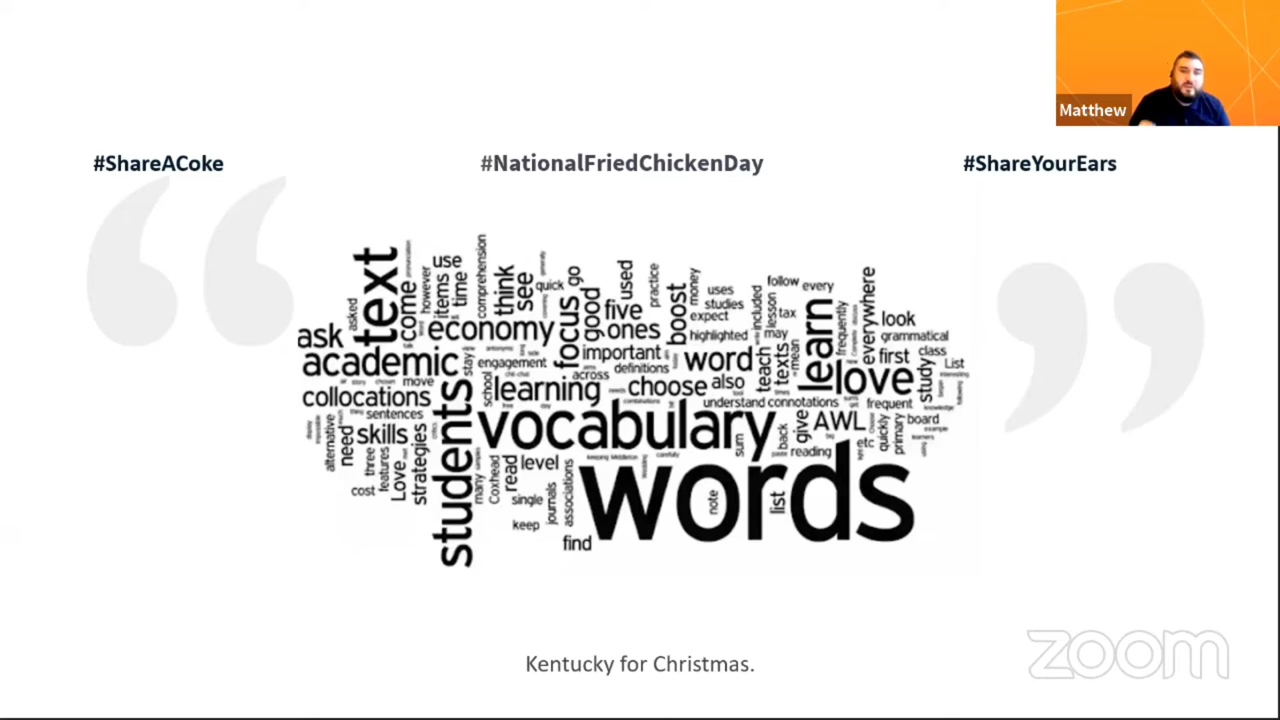 Matthew
#ShareACoke
#NationalFriedChickenDay
#ShareYourEars
text
come
however
use
items
time
comprehension
think
see
quick
go
focus
good
used
practice
boost
money
uses
studies
expect
highlighted
included
lesson
follow
every
tax
may
mean
learn
frequently
everywhere
look
grammatical
ask
asked
economy
five
ones
first
class
List
academic
stay
engagement
important
definitions
across
word
teach
texts
love
study
collocations
move
school
learning
choose
also
understand
connotations
frequent
sentences
students
vocabulary
sum
back
give
AWL
etc
quickly
primary
board
alternative
need
skills
three
features
Love
strategies
many
Coxhead
read
level
reading
cost
single
keep
journals
associations
find
words
note
list
Kentucky for Christmas.
zoom